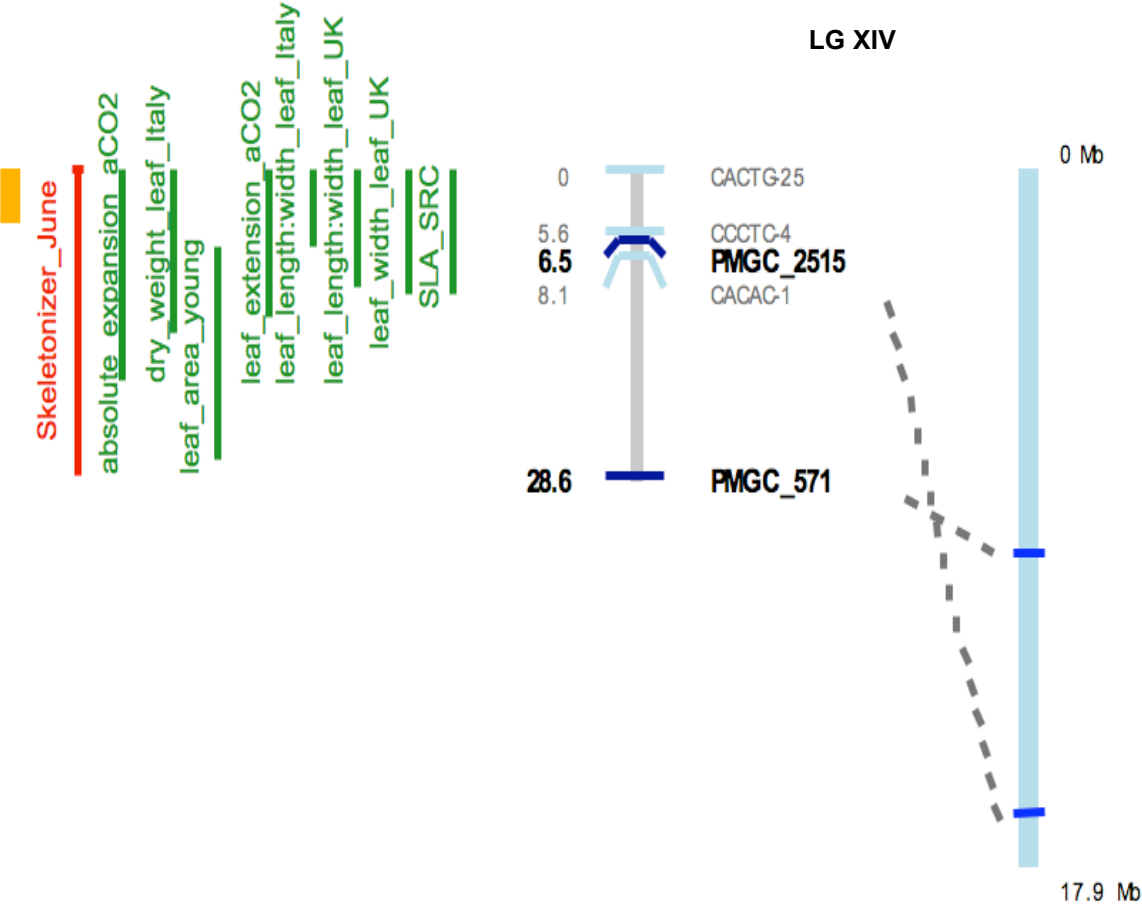 LG XIV
Skeletonizer_June
absolute_expansion_aCO2
dry_weight_leaf_Italy
leaf_area_young
leaf_extension_aCO2
leaf_length:width_leaf_Italy
leaf_length:width_leaf_UK
leaf_width_leaf_UK
SLA_SRC
0 CACTG-25
5.6 CCCTC-4
6.5 PMGC_2515
8.1 CACAC-1
28.6 PMGC_571
0 Mb
17.9 Mb